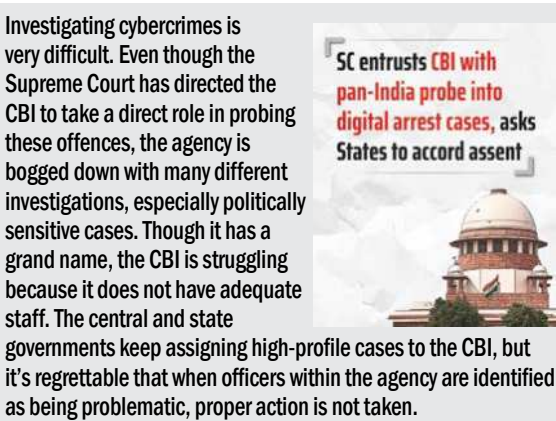 Investigating cybercrimes is
very difficult. Even though the
Supreme Court has directed the
CBI to take a direct role in probing
these offences, the agency is
bogged down with many different
investigations, especially politically
sensitive cases. Though it has a
grand name, the CBI is struggling
because it does not have adequate
staff. The central and state
governments keep assigning high-profile cases to the CBI, but
it’s regrettable that when officers within the agency are identified
as being problematic, proper action is not taken.
SC entrusts CBI with
pan-India probe into
digital arrest cases, asks
States to accord assent